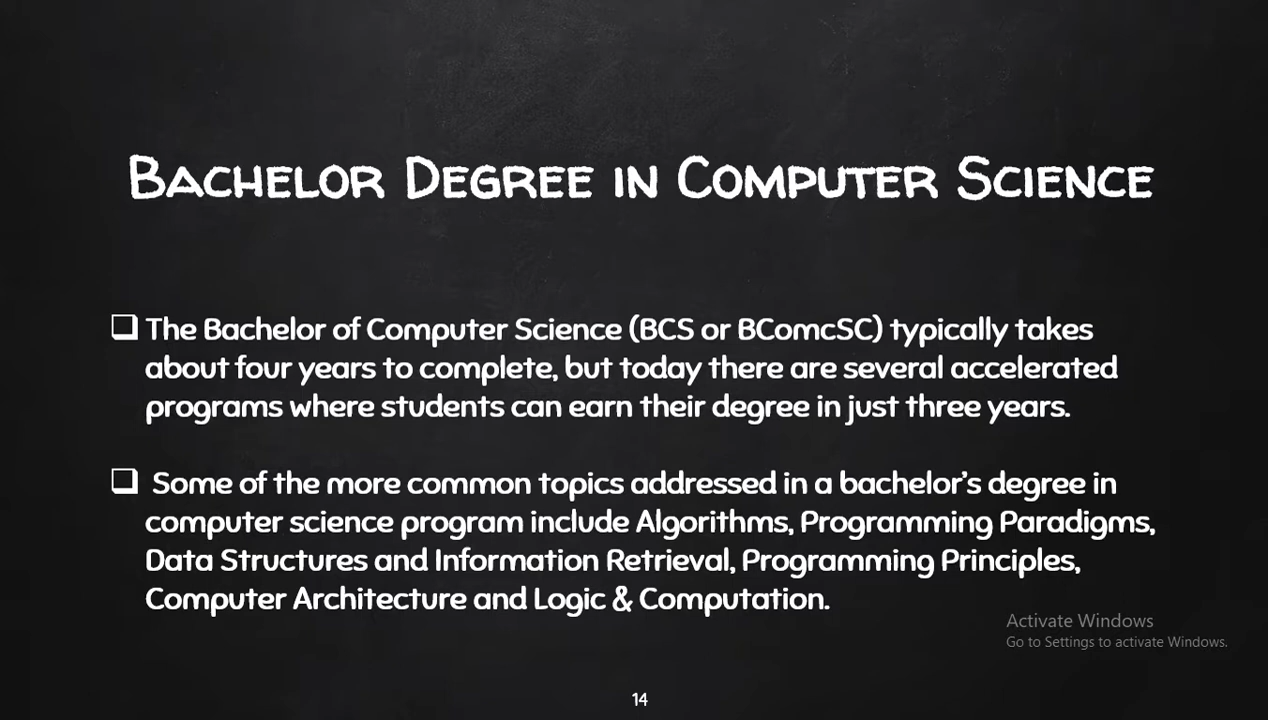 Bachelor Degree in Computer Science
❑ The Bachelor of Computer Science (BCS or BComcSC) typically takes
about four years to complete, but today there are several accelerated
programs where students can earn their degree in just three years.
❑ Some of the more common topics addressed in a bachelor's degree in
computer science program include Algorithms, Programming Paradigms,
Data Structures and Information Retrieval, Programming Principles,
Computer Architecture and Logic & Computation.
Activate Windows
Go to Settings to activate Windows.
14